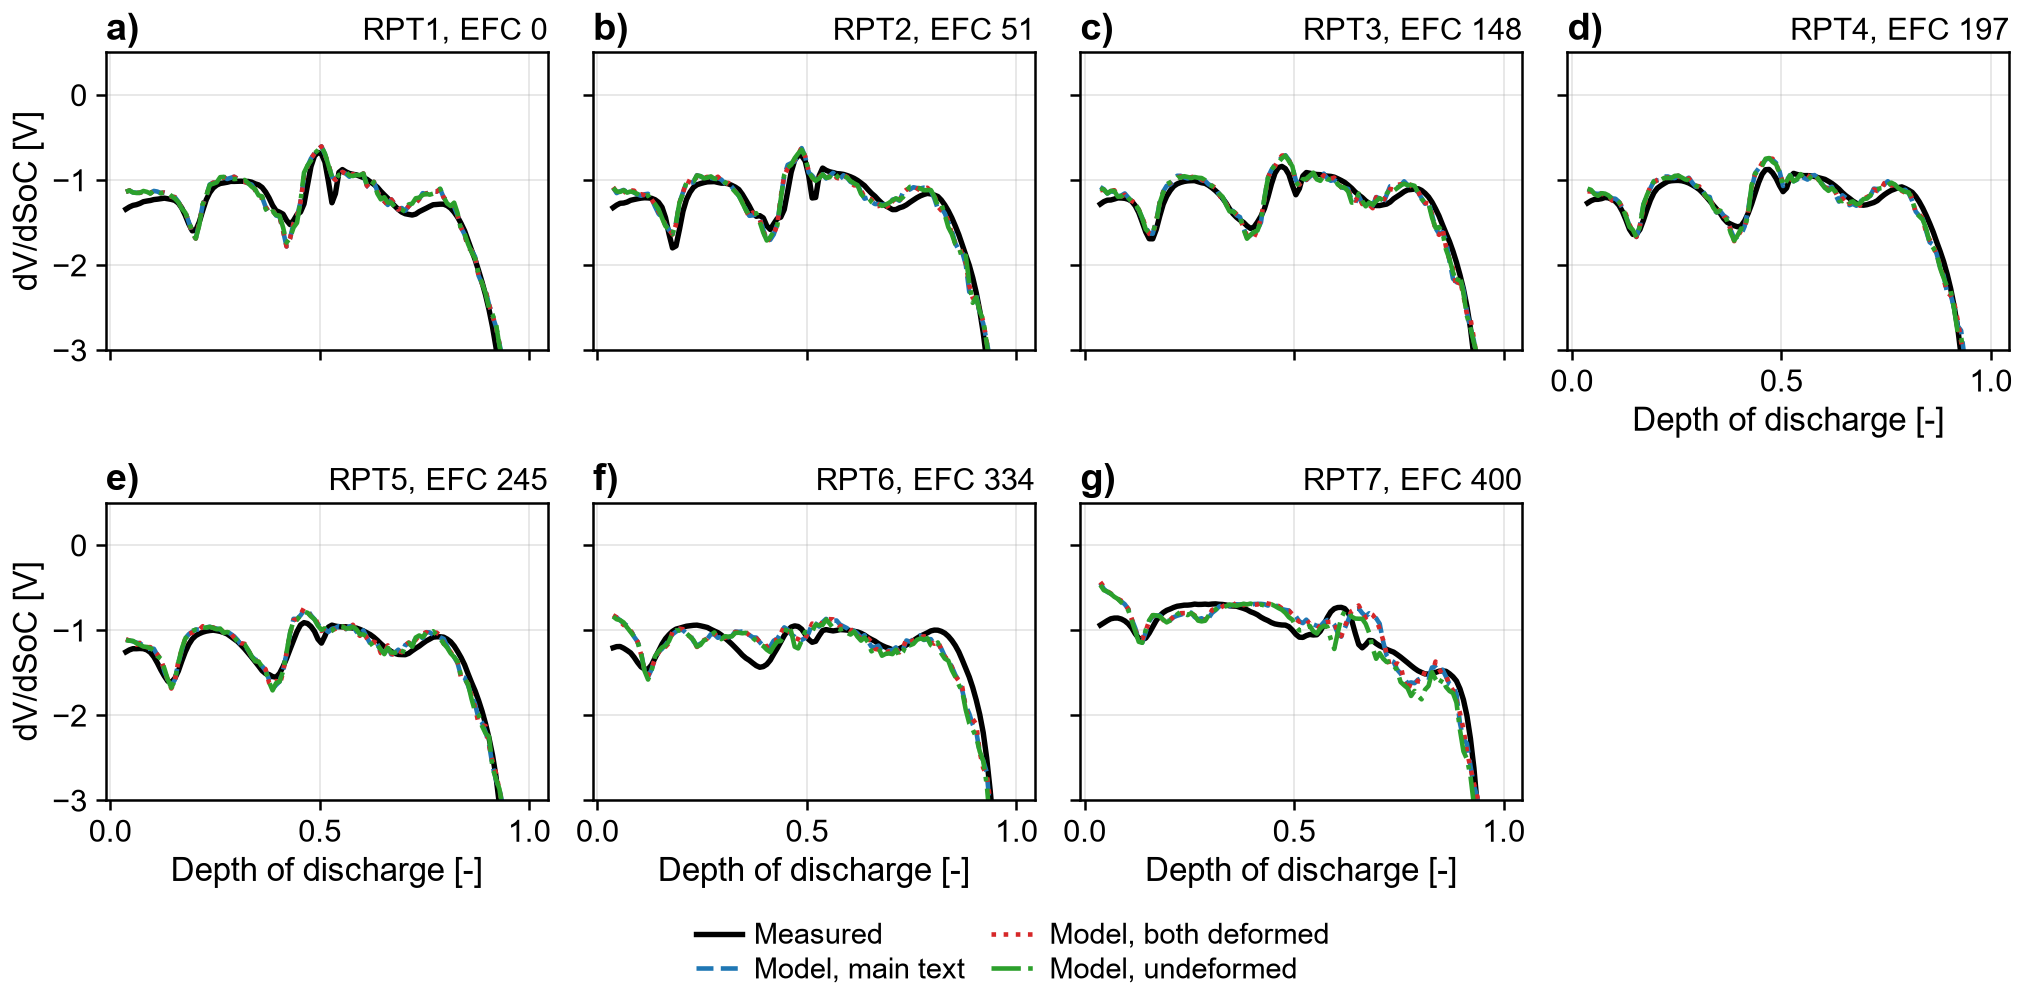 a) RPT1, EFC 0
b) RPT2, EFC 51
c) RPT3, EFC 148
d) RPT4, EFC 197
dV/dSoC [V]
0
−1
−2
−3
0.0 0.5 1.0
Depth of discharge [-]
e) RPT5, EFC 245
f) RPT6, EFC 334
g) RPT7, EFC 400
dV/dSoC [V]
0
−1
−2
−3
0.0 0.5 1.0
0.0 0.5 1.0
0.0 0.5 1.0
Depth of discharge [-]
Depth of discharge [-]
Depth of discharge [-]
Measured
Model, main text
Model, both deformed
Model, undeformed